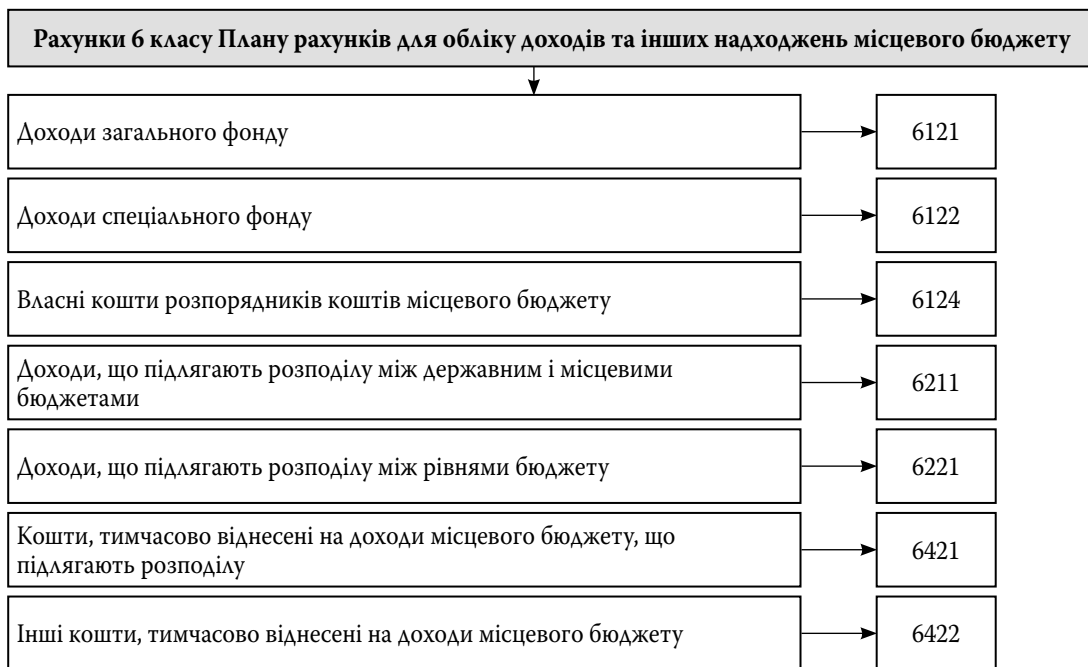 Рахунки 6 класу Плану рахунків для обліку доходів та інших надходжень місцевого бюджету
Доходи загального фонду
6121
Доходи спеціального фонду
6122
Власні кошти розпорядників коштів місцевого бюджету
6124
Доходи, що підлягають розподілу між державним і місцевими
бюджетами
6211
Доходи, що підлягають розподілу між рівнями бюджету
6221
Кошти, тимчасово віднесені на доходи місцевого бюджету, що
підлягають розподілу
6421
Інші кошти, тимчасово віднесені на доходи місцевого бюджету
6422